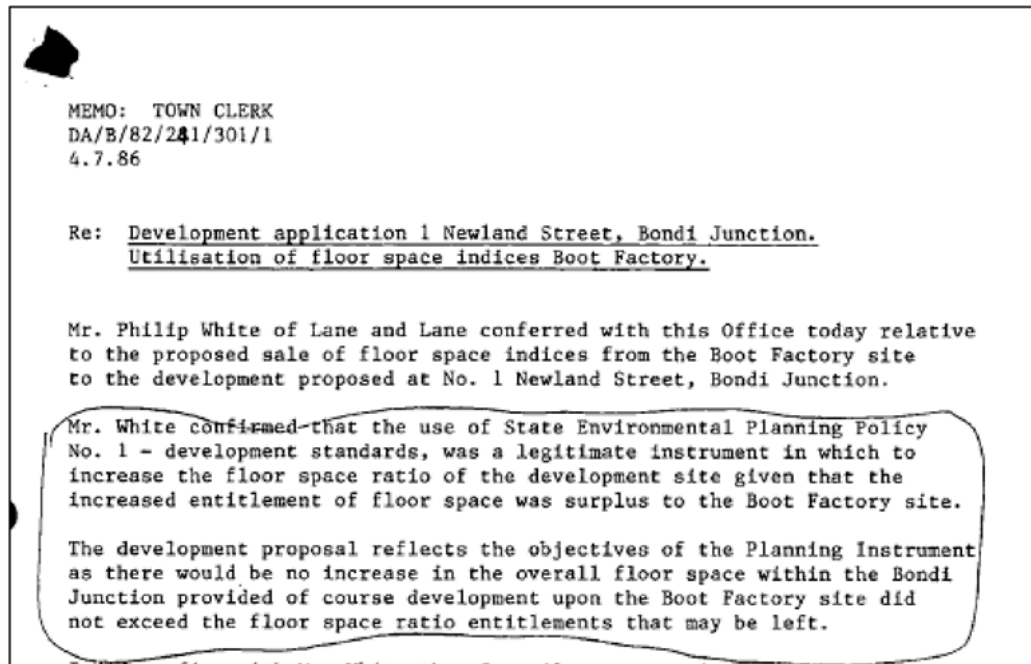 MEMO: TOWN CLERK
DA/B/82/241/301/1
4.7.86
Re: Development application 1 Newland Street, Bondi Junction.
Utilisation of floor space indices Boot Factory.
Mr. Philip White of Lane and Lane conferred with this Office today relative
to the proposed sale of floor space indices from the Boot Factory site
to the development proposed at No. 1 Newland Street, Bondi Junction.
Mr. White confirmed that the use of State Environmental Planning Policy
No. 1 - development standards, was a legitimate instrument in which to
increase the floor space ratio of the development site given that the
increased entitlement of floor space was surplus to the Boot Factory site.
The development proposal reflects the objectives of the Planning Instrument
as there would be no increase in the overall floor space within the Bondi
Junction provided of course development upon the Boot Factory site did
not exceed the floor space ratio entitlements that may be left.